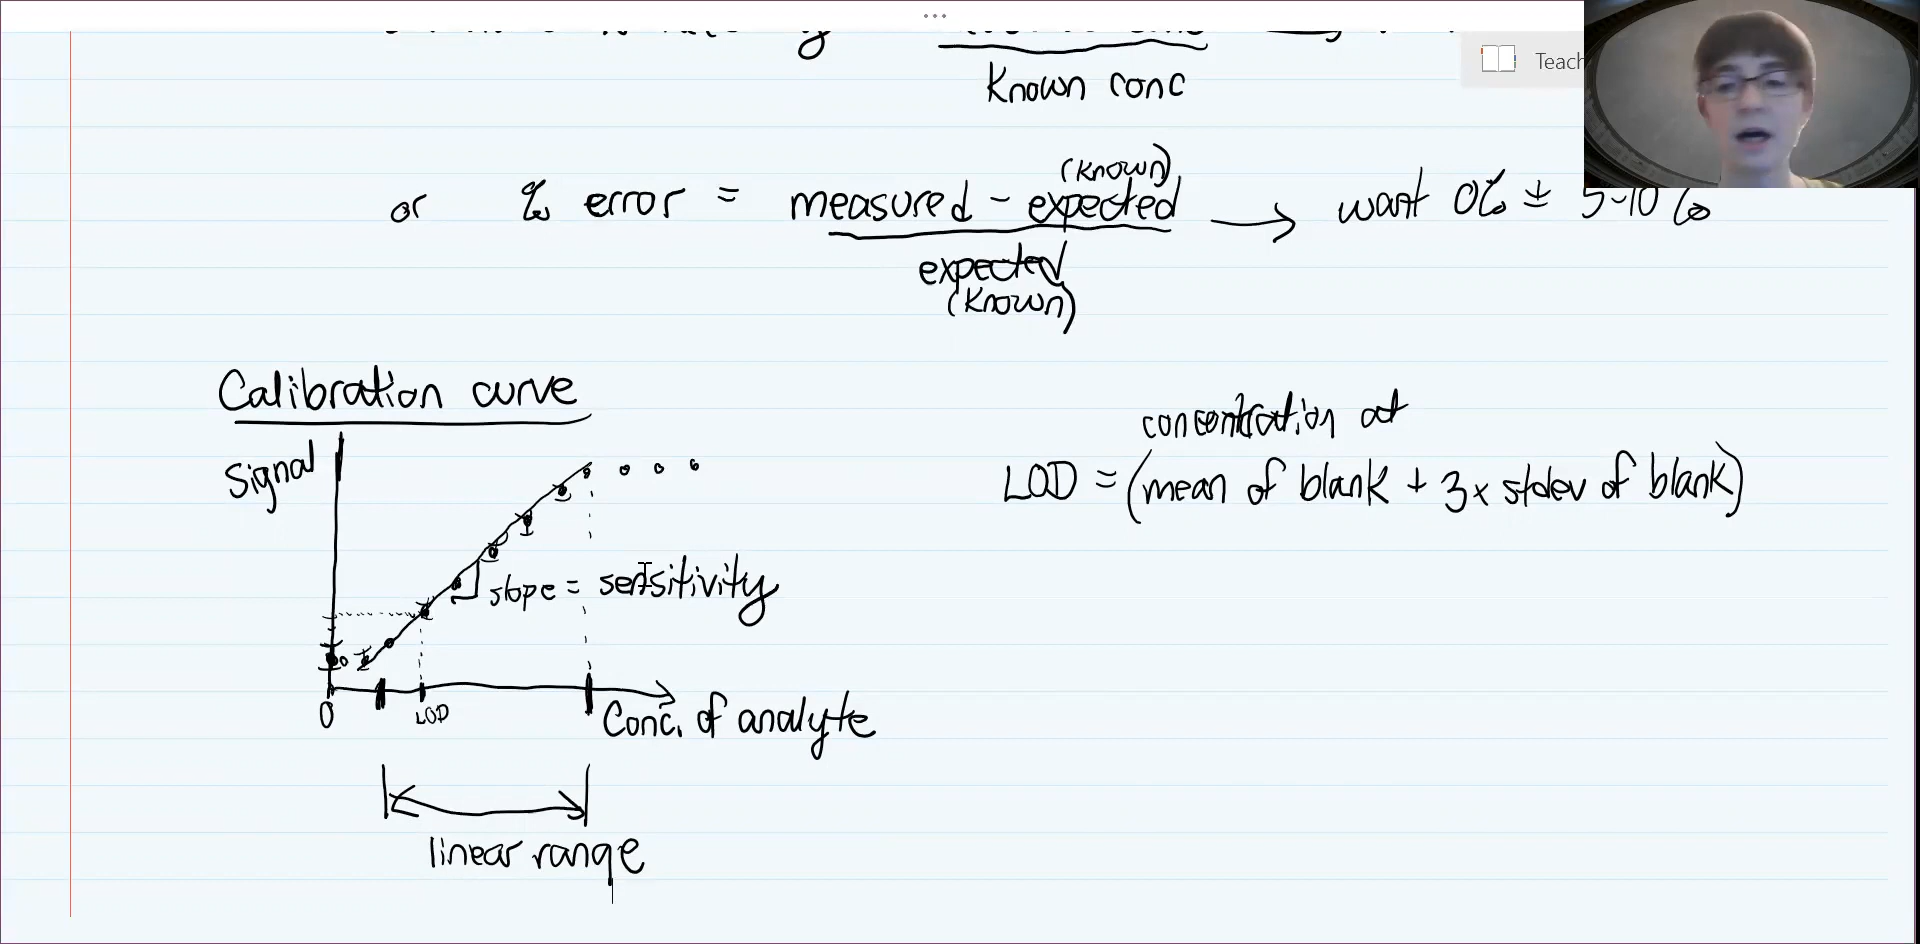 Known conc
Teach
(known)
or % error = measured - expected → want 0% ± 5-10%
expected
(known)
Calibration curve
Signal
concentration at
LOD = (mean of blank + 3x stdev of blank)
slope = sensitivity
0
LOD
Conc. of analyte
linear range